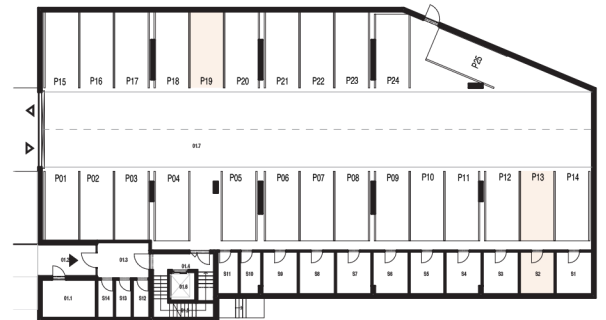 P25
P15 P16 P17 P18 P19 P20 P21 P22 P23 P24
01.7
P01 P02 P03 P04 P05 P06 P07 P08 P09 P10 P11 P12 P13 P14
01.2 01.3 01.4 S11 S10 S9 S8 S7 S6 S5 S4 S3 S2 S1
01.1 S14 S13 S12